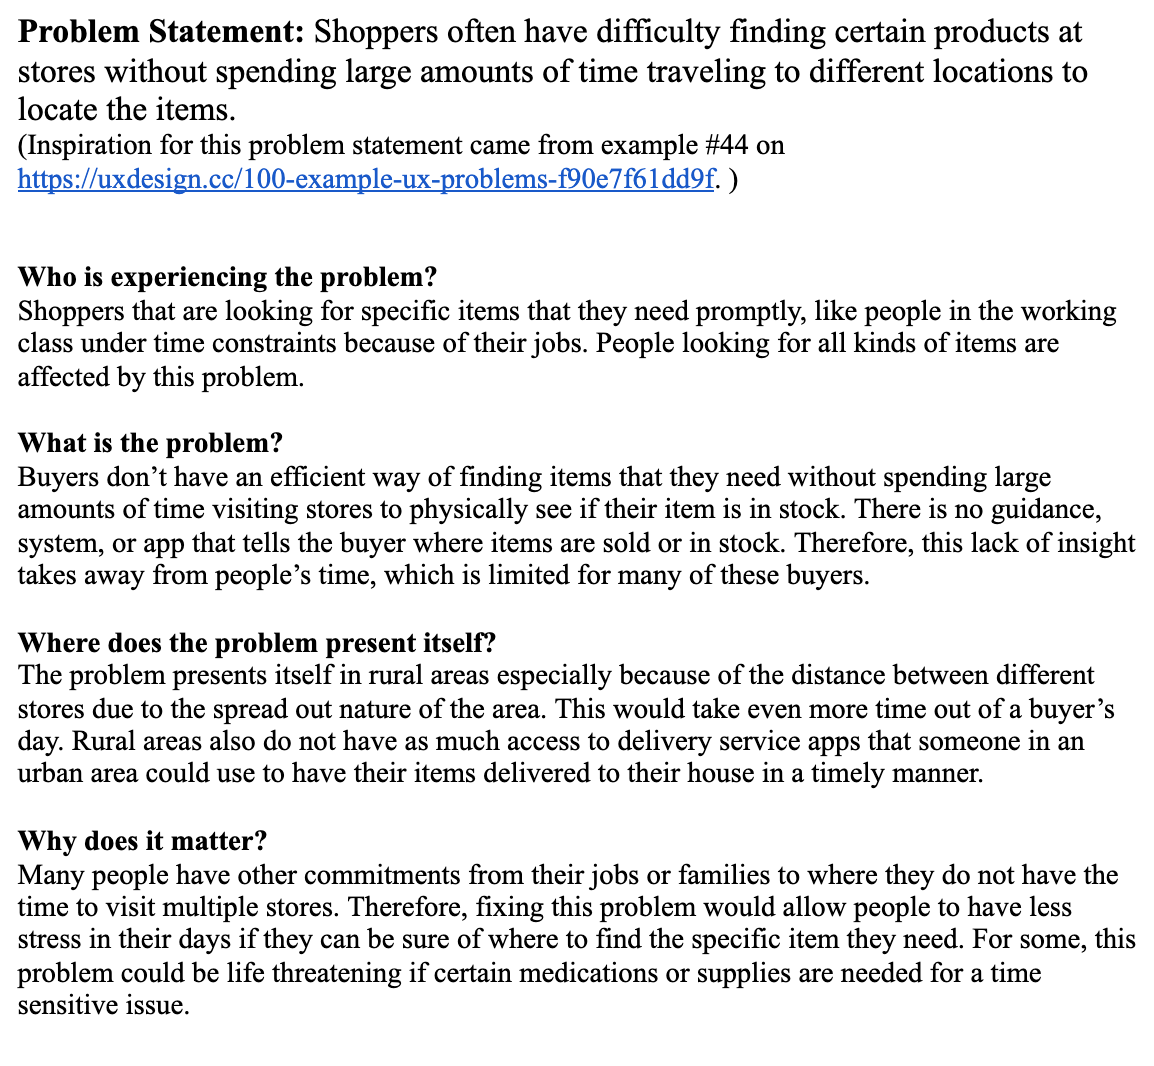 Problem Statement: Shoppers often have difficulty finding certain products at
stores without spending large amounts of time traveling to different locations to
locate the items.
(Inspiration for this problem statement came from example #44 on
https://uxdesign.cc/100-example-ux-problems-f90e7f61dd9f. )
Who is experiencing the problem?
Shoppers that are looking for specific items that they need promptly, like people in the working
class under time constraints because of their jobs. People looking for all kinds of items are
affected by this problem.
What is the problem?
Buyers don’t have an efficient way of finding items that they need without spending large
amounts of time visiting stores to physically see if their item is in stock. There is no guidance,
system, or app that tells the buyer where items are sold or in stock. Therefore, this lack of insight
takes away from people’s time, which is limited for many of these buyers.
Where does the problem present itself?
The problem presents itself in rural areas especially because of the distance between different
stores due to the spread out nature of the area. This would take even more time out of a buyer’s
day. Rural areas also do not have as much access to delivery service apps that someone in an
urban area could use to have their items delivered to their house in a timely manner.
Why does it matter?
Many people have other commitments from their jobs or families to where they do not have the
time to visit multiple stores. Therefore, fixing this problem would allow people to have less
stress in their days if they can be sure of where to find the specific item they need. For some, this
problem could be life threatening if certain medications or supplies are needed for a time
sensitive issue.